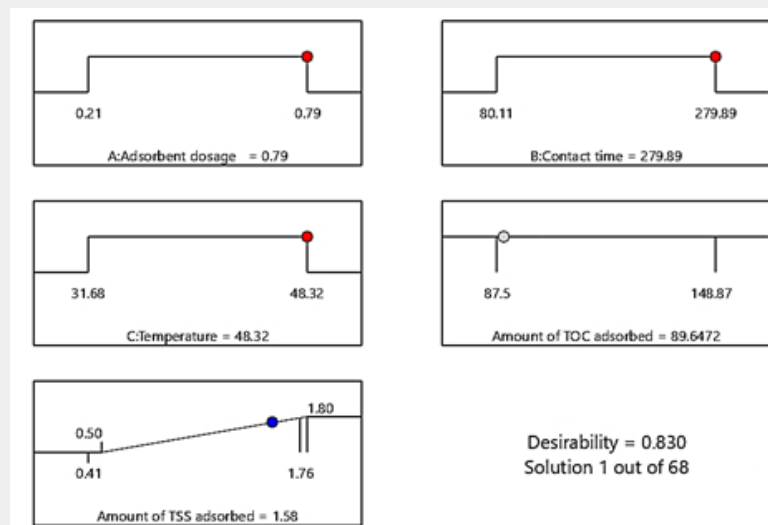 0.21 0.79
A:Adsorbent dosage = 0.79
80.11 279.89
B:Contact time = 279.89
31.68 48.32
C:Temperature = 48.32
87.5 148.87
Amount of TOC adsorbed = 89.6472
1.80
0.50
0.41 1.76
Amount of TSS adsorbed = 1.58
Desirability = 0.830
Solution 1 out of 68